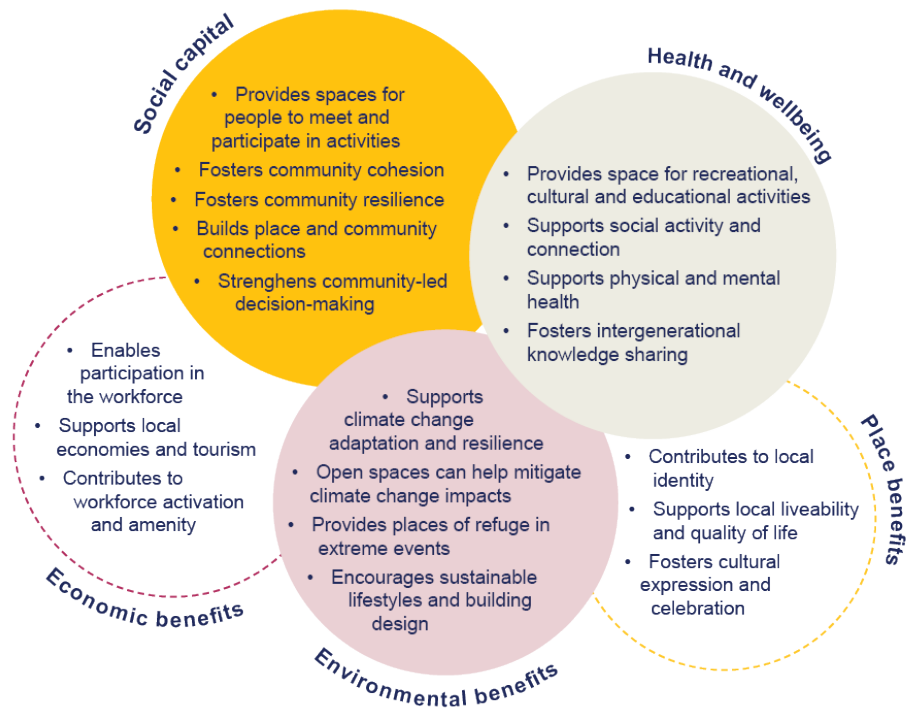 Social capital
• Provides spaces for
people to meet and
participate in activities
• Fosters community cohesion
• Fosters community resilience
• Builds place and community
connections
• Strenghens community-led
decision-making
Health and wellbeing
• Provides space for recreational,
cultural and educational activities
• Supports social activity and
connection
• Supports physical and mental
health
• Fosters intergenerational
knowledge sharing
• Enables
participation in
the workforce
• Supports local
economies and tourism
• Contributes to
workforce activation
and amenity
Economic benefits
• Supports
climate change
adaptation and resilience
• Open spaces can help mitigate
climate change impacts
• Provides places of refuge in
extreme events
• Encourages sustainable
lifestyles and building
design
Environmental benefits
• Contributes to local
identity
• Supports local liveability
and quality of life
• Fosters cultural
expression and
celebration
Place benefits